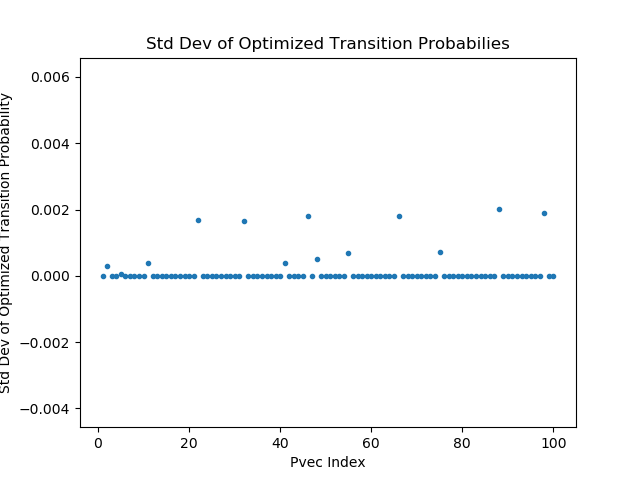 Std Dev of Optimized Transition Probabilies
Std Dev of Optimized Transition Probability
0.006
0.004
0.002
0.000
−0.002
−0.004
0 20 40 60 80 100
Pvec Index